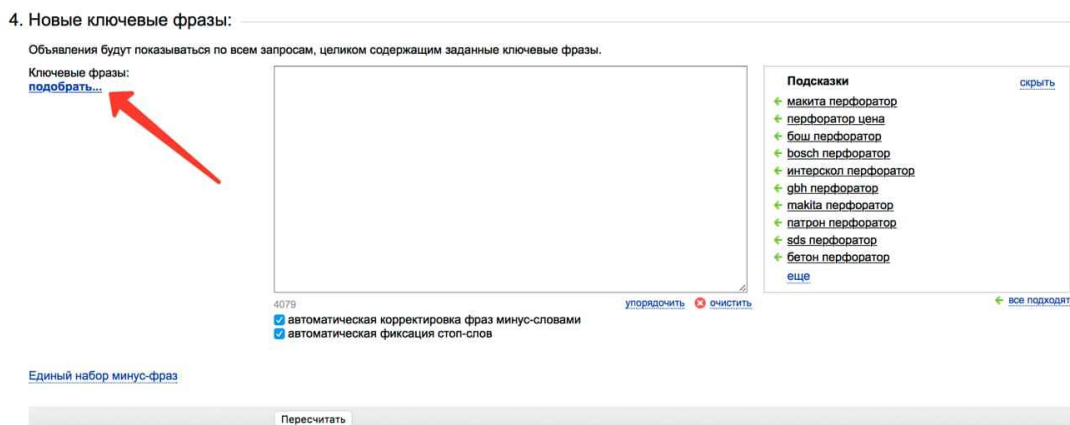 4. Новые ключевые фразы:
Объявления будут показываться по всем запросам, целиком содержащим заданные ключевые фразы.
Ключевые фразы:
подобрать...
Подсказки
скрыть
макита перфоратор
перфоратор цена
бош перфоратор
bosch перфоратор
интерскол перфоратор
gbh перфоратор
makita перфоратор
патрон перфоратор
sds перфоратор
бетон перфоратор
еще
4079
упорядочить
очистить
все подходят
автоматическая корректировка фраз минус-словами
автоматическая фиксация стоп-слов
Единый набор минус-фраз
Пересчитать